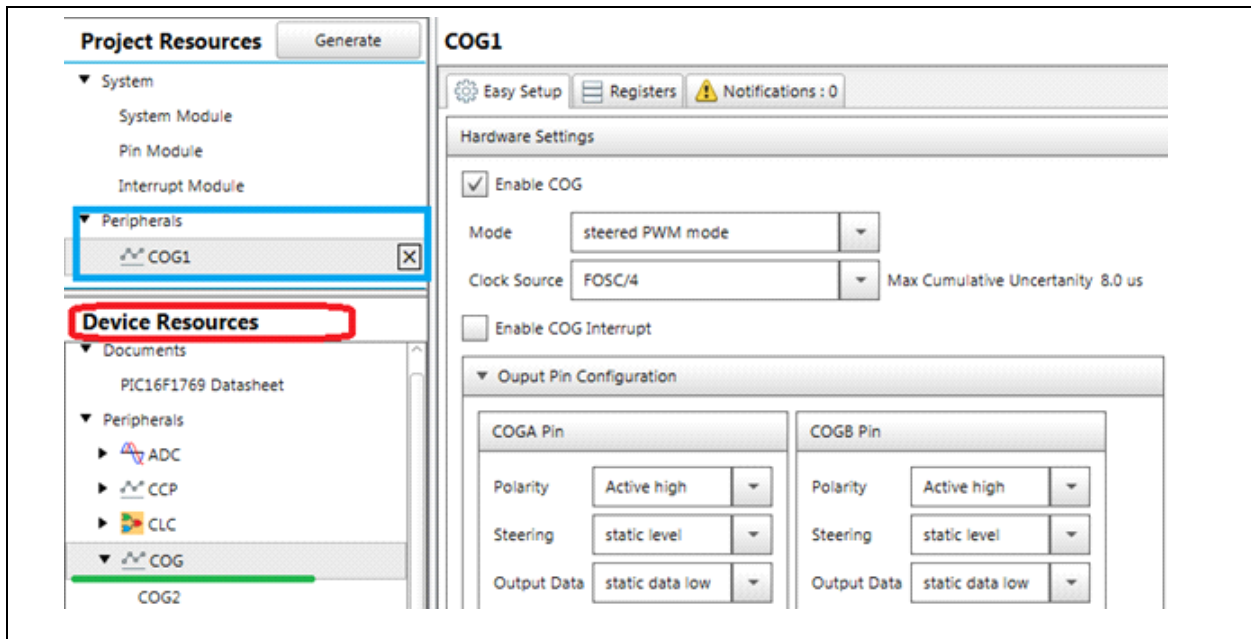 Project Resources
Generate
System
System Module
Pin Module
Interrupt Module
Peripherals
COG1
Device Resources
Documents
PIC16F1769 Datasheet
Peripherals
ADC
CCP
CLC
COG
COG2
COG1
Easy Setup
Registers
Notifications : 0
Hardware Settings
Enable COG
Mode steered PWM mode
Clock Source FOSC/4 Max Cumulative Uncertanity 8.0 us
Enable COG Interrupt
Ouput Pin Configuration
COGA Pin
Polarity Active high
Steering static level
Output Data static data low
COGB Pin
Polarity Active high
Steering static level
Output Data static data low